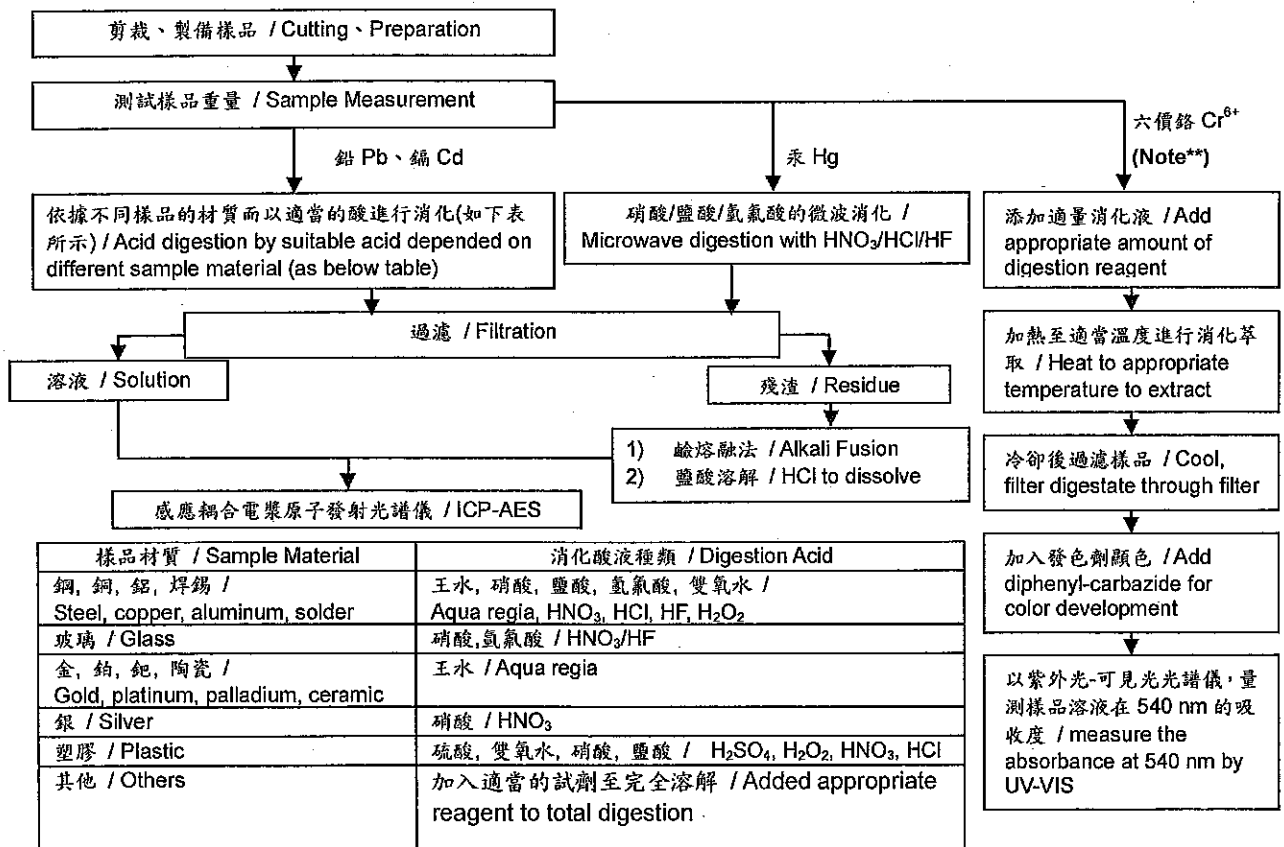 剪裁、製備樣品 / Cutting、Preparation
測試樣品重量 / Sample Measurement
鉛 Pb、鎘 Cd
汞 Hg
六價鉻 Cr⁶⁺
(Note**)
依據不同樣品的材質而以適當的酸進行消化(如下表
所示) / Acid digestion by suitable acid depended on
different sample material (as below table)
硝酸/鹽酸/氫氟酸的微波消化 /
Microwave digestion with HNO₃/HCl/HF
添加適量消化液 / Add
appropriate amount of
digestion reagent
過濾 / Filtration
溶液 / Solution
殘渣 / Residue
加熱至適當溫度進行消化萃
取 / Heat to appropriate
temperature to extract
1) 鹼熔融法 / Alkali Fusion
2) 鹽酸溶解 / HCl to dissolve
冷卻後過濾樣品 / Cool,
filter digestate through filter
感應耦合電漿原子發射光譜儀 / ICP-AES
加入發色劑顯色 / Add
diphenyl-carbazide for
color development
以紫外光-可見光光譜儀，量
測樣品溶液在 540 nm 的吸
收度 / measure the
absorbance at 540 nm by
UV-VIS
樣品材質 / Sample Material
消化酸液種類 / Digestion Acid
鋼, 銅, 鋁, 焊錫 /
Steel, copper, aluminum, solder
王水, 硝酸, 鹽酸, 氫氟酸, 雙氧水 /
Aqua regia, HNO₃, HCl, HF, H₂O₂
玻璃 / Glass
硝酸,氫氟酸 / HNO₃/HF
金, 鉑, 鈀, 陶瓷 /
Gold, platinum, palladium, ceramic
王水 / Aqua regia
銀 / Silver
硝酸 / HNO₃
塑膠 / Plastic
硫酸, 雙氧水, 硝酸, 鹽酸 / H₂SO₄, H₂O₂, HNO₃, HCl
其他 / Others
加入適當的試劑至完全溶解 / Added appropriate
reagent to total digestion